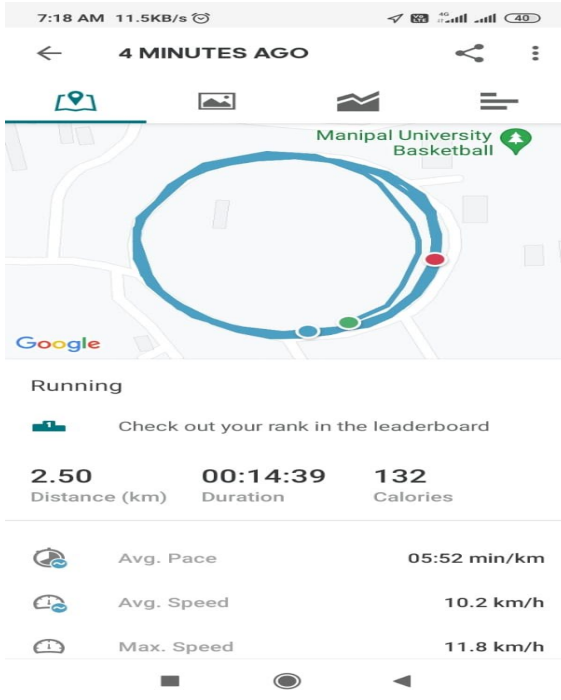 7:18 AM 11.5KB/s 4G 40
4 MINUTES AGO
Manipal University
Basketball
Google
Running
1 Check out your rank in the leaderboard
2.50 00:14:39 132
Distance (km) Duration Calories
Avg. Pace 05:52 min/km
Avg. Speed 10.2 km/h
Max. Speed 11.8 km/h